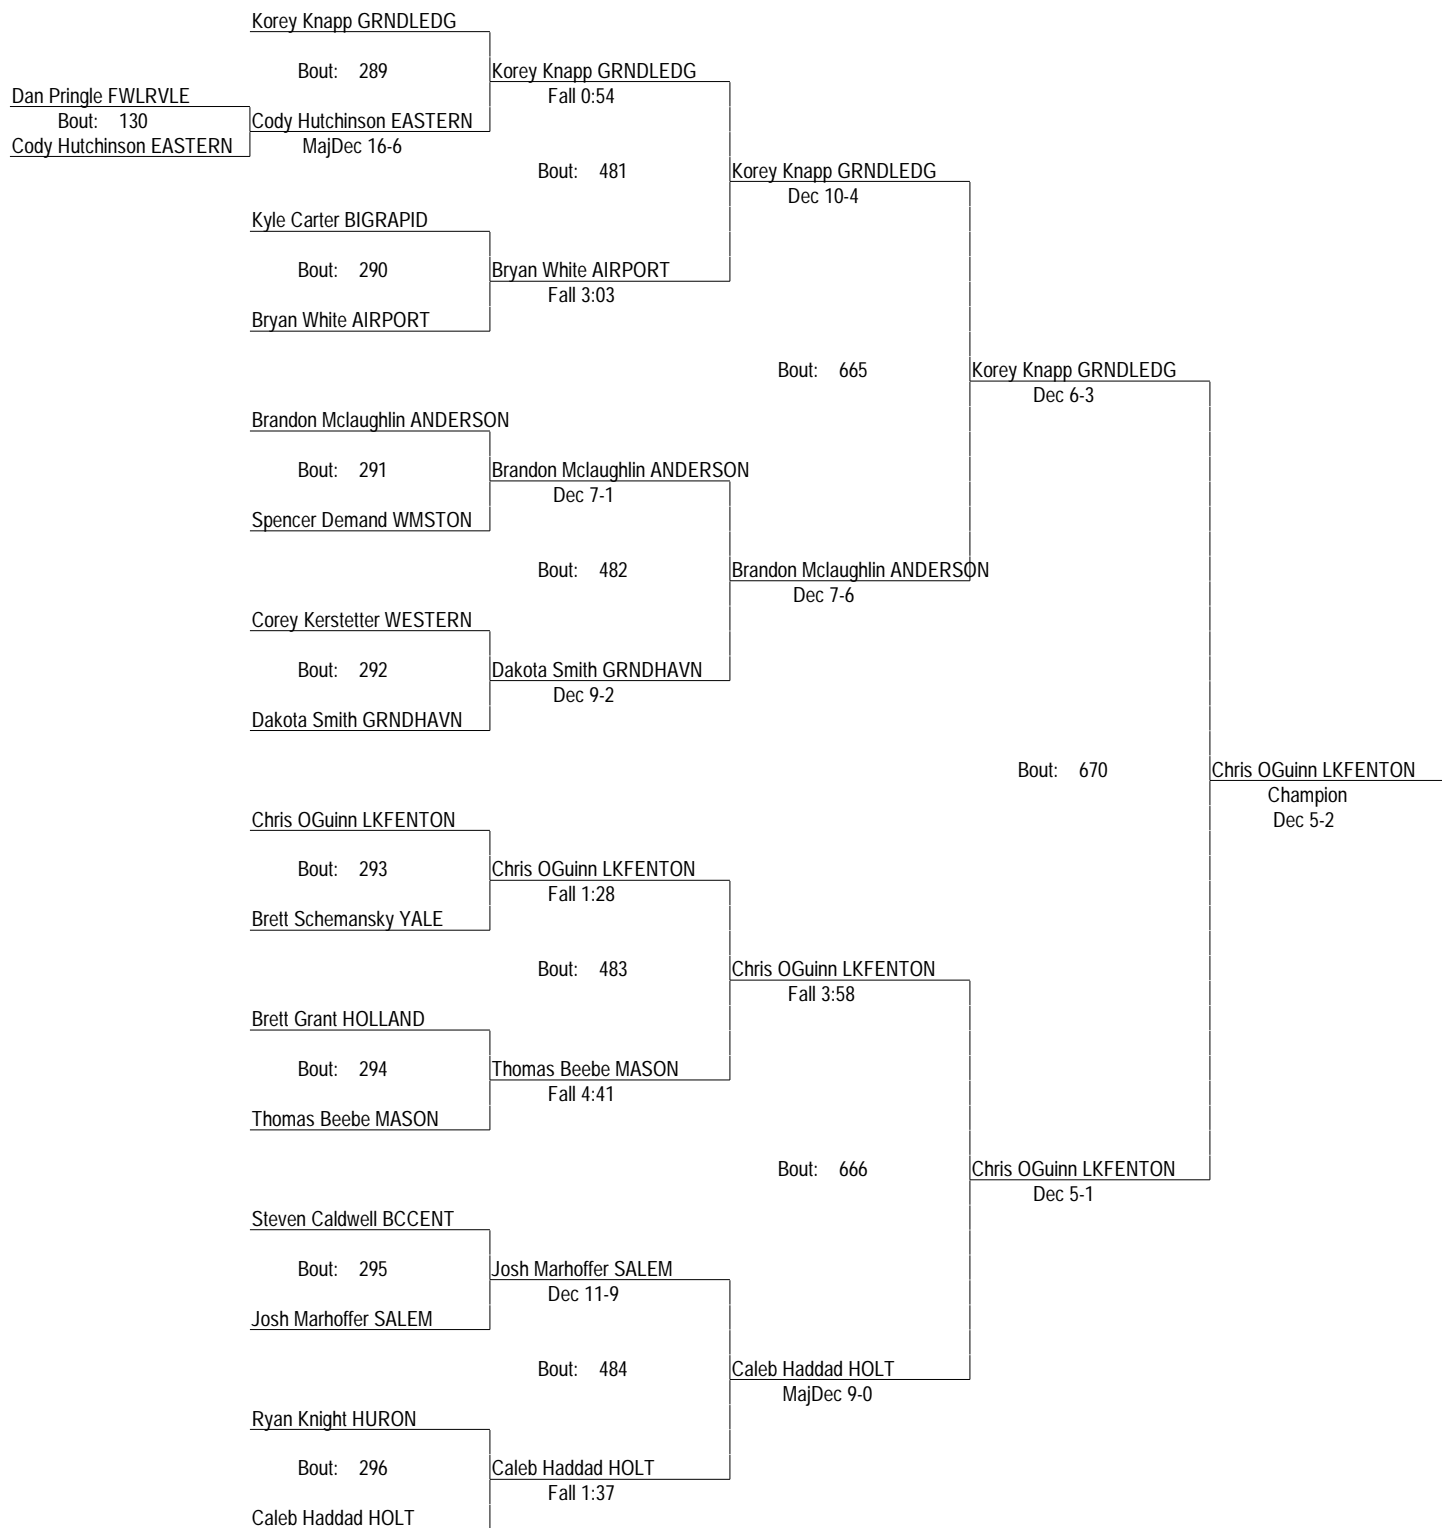 Korey Knapp GRNDLEDG
Bout: 289
Korey Knapp GRNDLEDG
Fall 0:54
Dan Pringle FWLRVLE
Bout: 130
Cody Hutchinson EASTERN
Cody Hutchinson EASTERN
MajDec 16-6
Bout: 481
Korey Knapp GRNDLEDG
Dec 10-4
Kyle Carter BIGRAPID
Bout: 290
Bryan White AIRPORT
Fall 3:03
Bryan White AIRPORT
Bout: 665
Korey Knapp GRNDLEDG
Dec 6-3
Brandon Mclaughlin ANDERSON
Bout: 291
Brandon Mclaughlin ANDERSON
Dec 7-1
Spencer Demand WMSTON
Bout: 482
Brandon Mclaughlin ANDERSON
Dec 7-6
Corey Kerstetter WESTERN
Bout: 292
Dakota Smith GRNDHAVN
Dec 9-2
Dakota Smith GRNDHAVN
Bout: 670
Chris OGuinn LKFENTON
Champion
Dec 5-2
Chris OGuinn LKFENTON
Bout: 293
Chris OGuinn LKFENTON
Fall 1:28
Brett Schemansky YALE
Bout: 483
Chris OGuinn LKFENTON
Fall 3:58
Brett Grant HOLLAND
Bout: 294
Thomas Beebe MASON
Fall 4:41
Thomas Beebe MASON
Bout: 666
Chris OGuinn LKFENTON
Dec 5-1
Steven Caldwell BCCENT
Bout: 295
Josh Marhoffer SALEM
Dec 11-9
Josh Marhoffer SALEM
Bout: 484
Caleb Haddad HOLT
MajDec 9-0
Ryan Knight HURON
Bout: 296
Caleb Haddad HOLT
Fall 1:37
Caleb Haddad HOLT